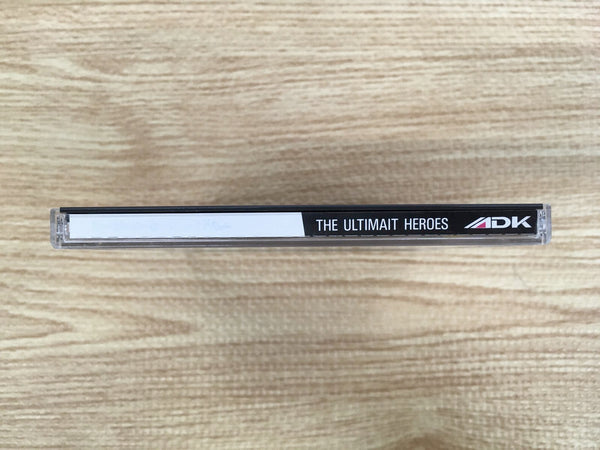 THE ULTIMAIT HEROES ADK